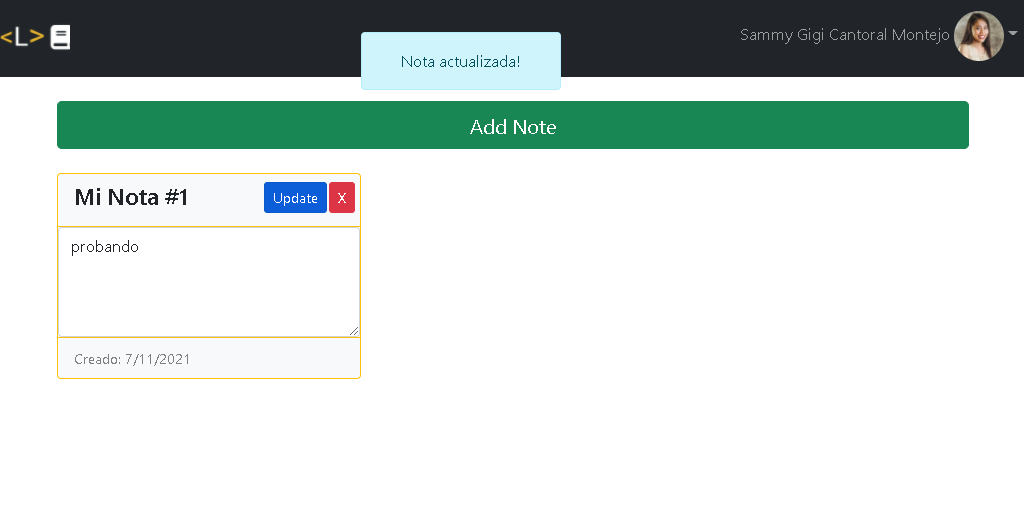 <L>
Sammy Gigi Cantoral Montejo
Nota actualizada!
Add Note
Mi Nota #1
Update
X
probando
Creado: 7/11/2021